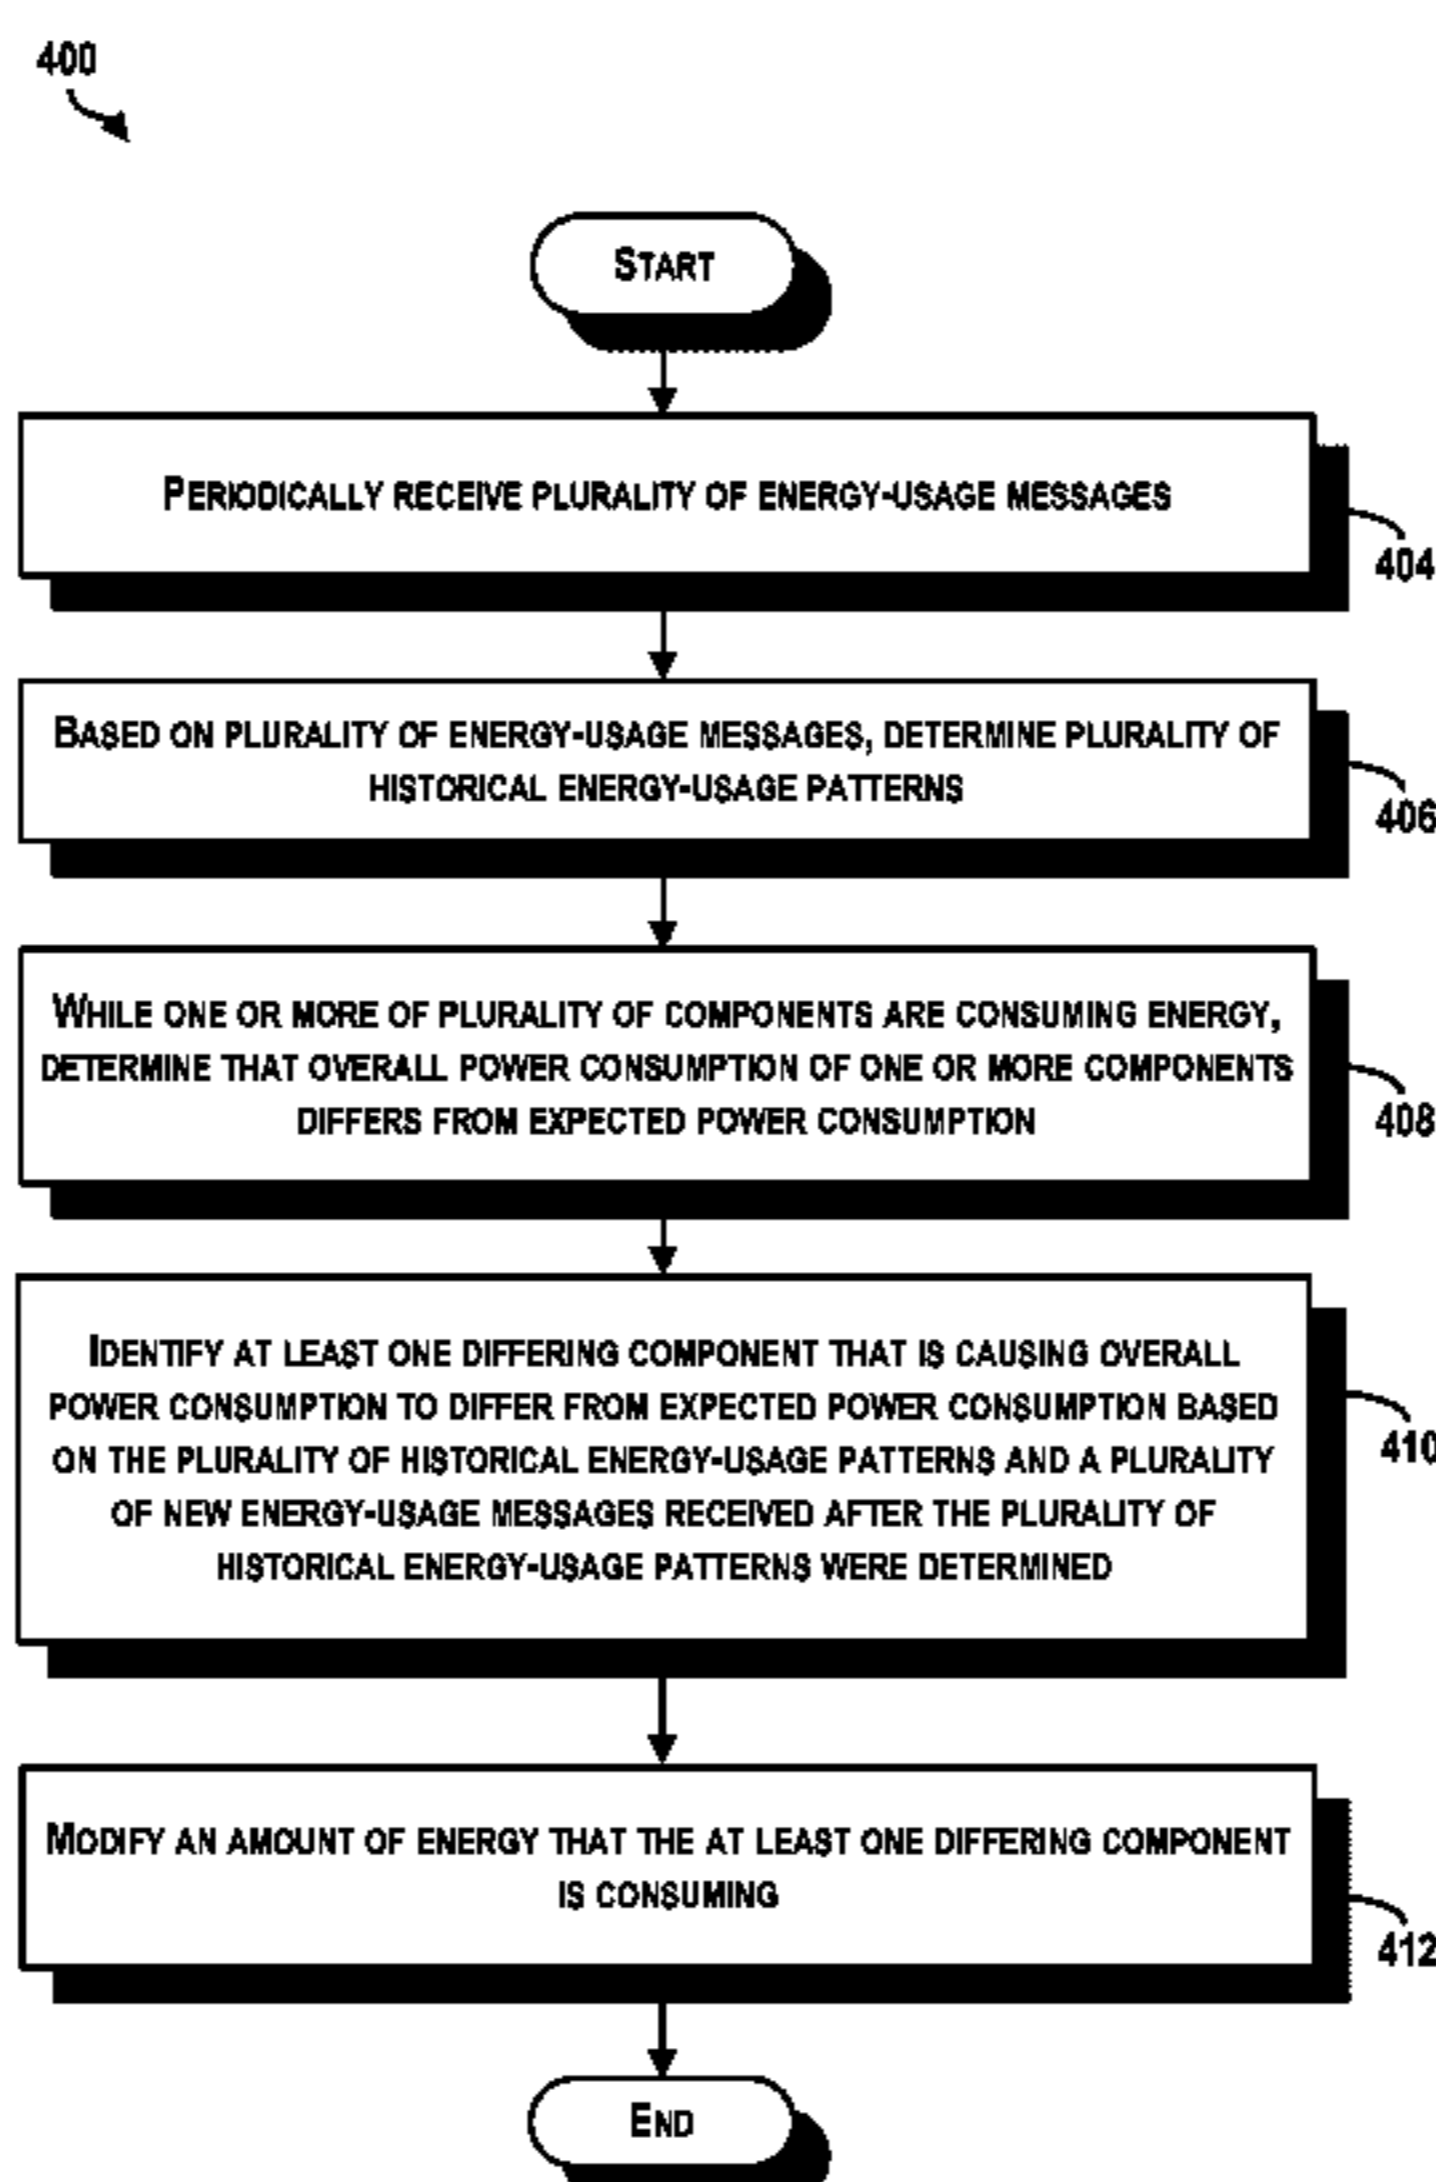 400
START
PERIODICALLY RECEIVE PLURALITY OF ENERGY-USAGE MESSAGES
404
BASED ON PLURALITY OF ENERGY-USAGE MESSAGES, DETERMINE PLURALITY OF
HISTORICAL ENERGY-USAGE PATTERNS
406
WHILE ONE OR MORE OF PLURALITY OF COMPONENTS ARE CONSUMING ENERGY,
DETERMINE THAT OVERALL POWER CONSUMPTION OF ONE OR MORE COMPONENTS
DIFFERS FROM EXPECTED POWER CONSUMPTION
408
IDENTIFY AT LEAST ONE DIFFERING COMPONENT THAT IS CAUSING OVERALL
POWER CONSUMPTION TO DIFFER FROM EXPECTED POWER CONSUMPTION BASED
ON THE PLURALITY OF HISTORICAL ENERGY-USAGE PATTERNS AND A PLURALITY
OF NEW ENERGY-USAGE MESSAGES RECEIVED AFTER THE PLURALITY OF
HISTORICAL ENERGY-USAGE PATTERNS WERE DETERMINED
410
MODIFY AN AMOUNT OF ENERGY THAT THE AT LEAST ONE DIFFERING COMPONENT
IS CONSUMING
412
END